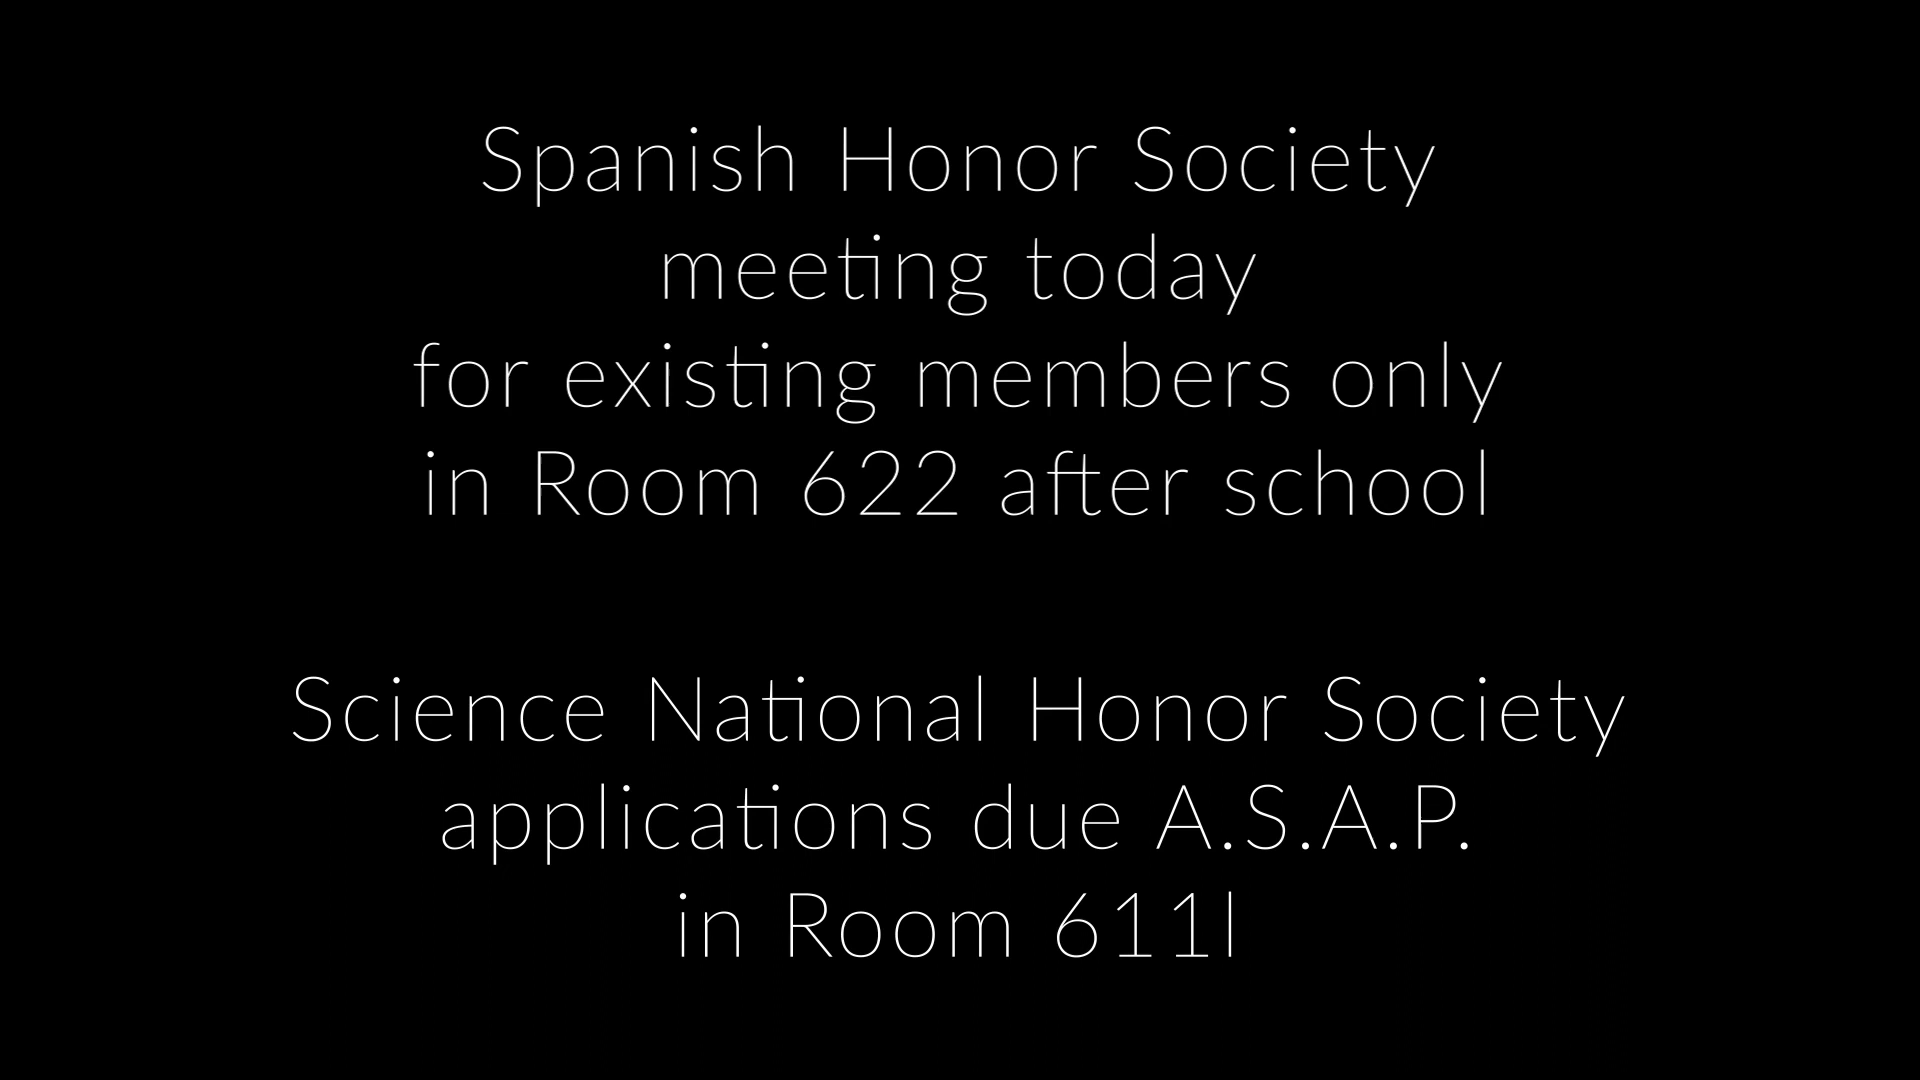 Spanish Honor Society
meeting today
for existing members only
in Room 622 after school
Science National Honor Society
applications due A.S.A.P.
in Room 611l